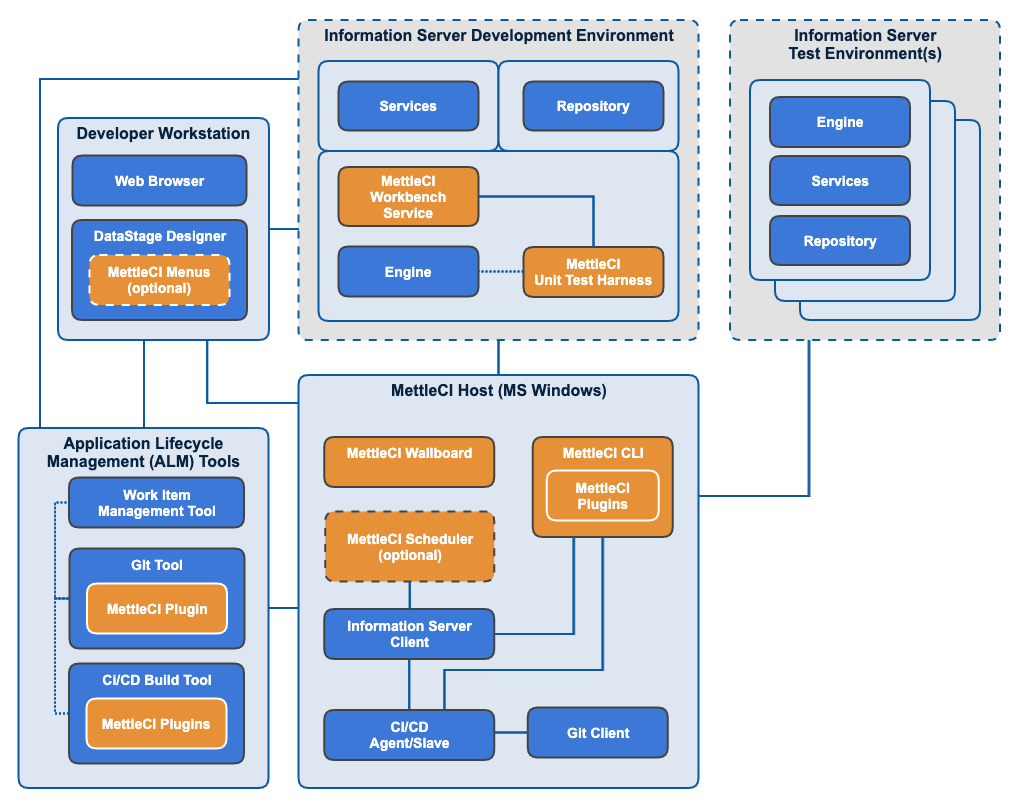 Information Server Development Environment
Services
Repository
MettleCI
Workbench
Service
Engine
MettleCI
Unit Test Harness
Information Server
Test Environment(s)
Engine
Services
Repository
Developer Workstation
Web Browser
DataStage Designer
MettleCI Menus
(optional)
Application Lifecycle
Management (ALM) Tools
Work Item
Management Tool
Git Tool
MettleCI Plugin
CI/CD Build Tool
MettleCI Plugins
MettleCI Host (MS Windows)
MettleCI Wallboard
MettleCI CLI
MettleCI
Plugins
MettleCI Scheduler
(optional)
Information Server
Client
CI/CD
Agent/Slave
Git Client